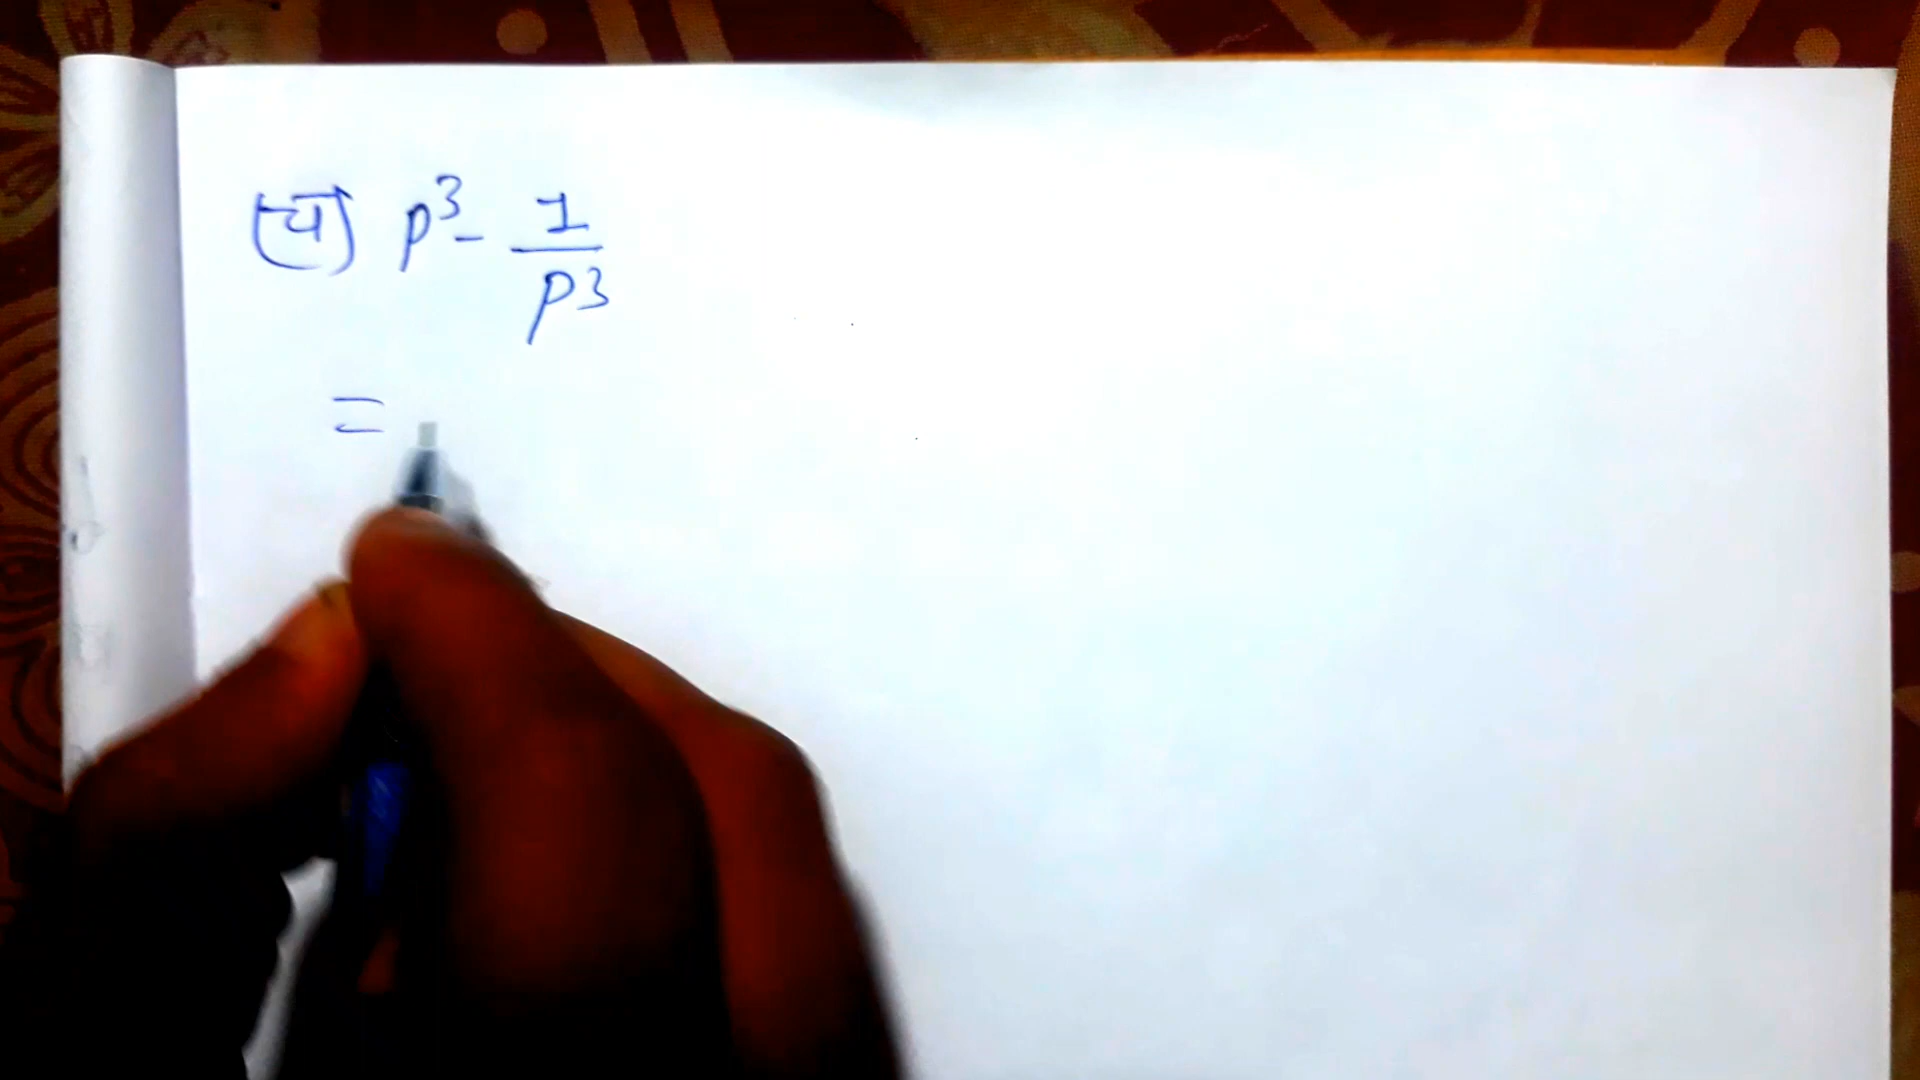 (घ) p³ - 1/p³
=